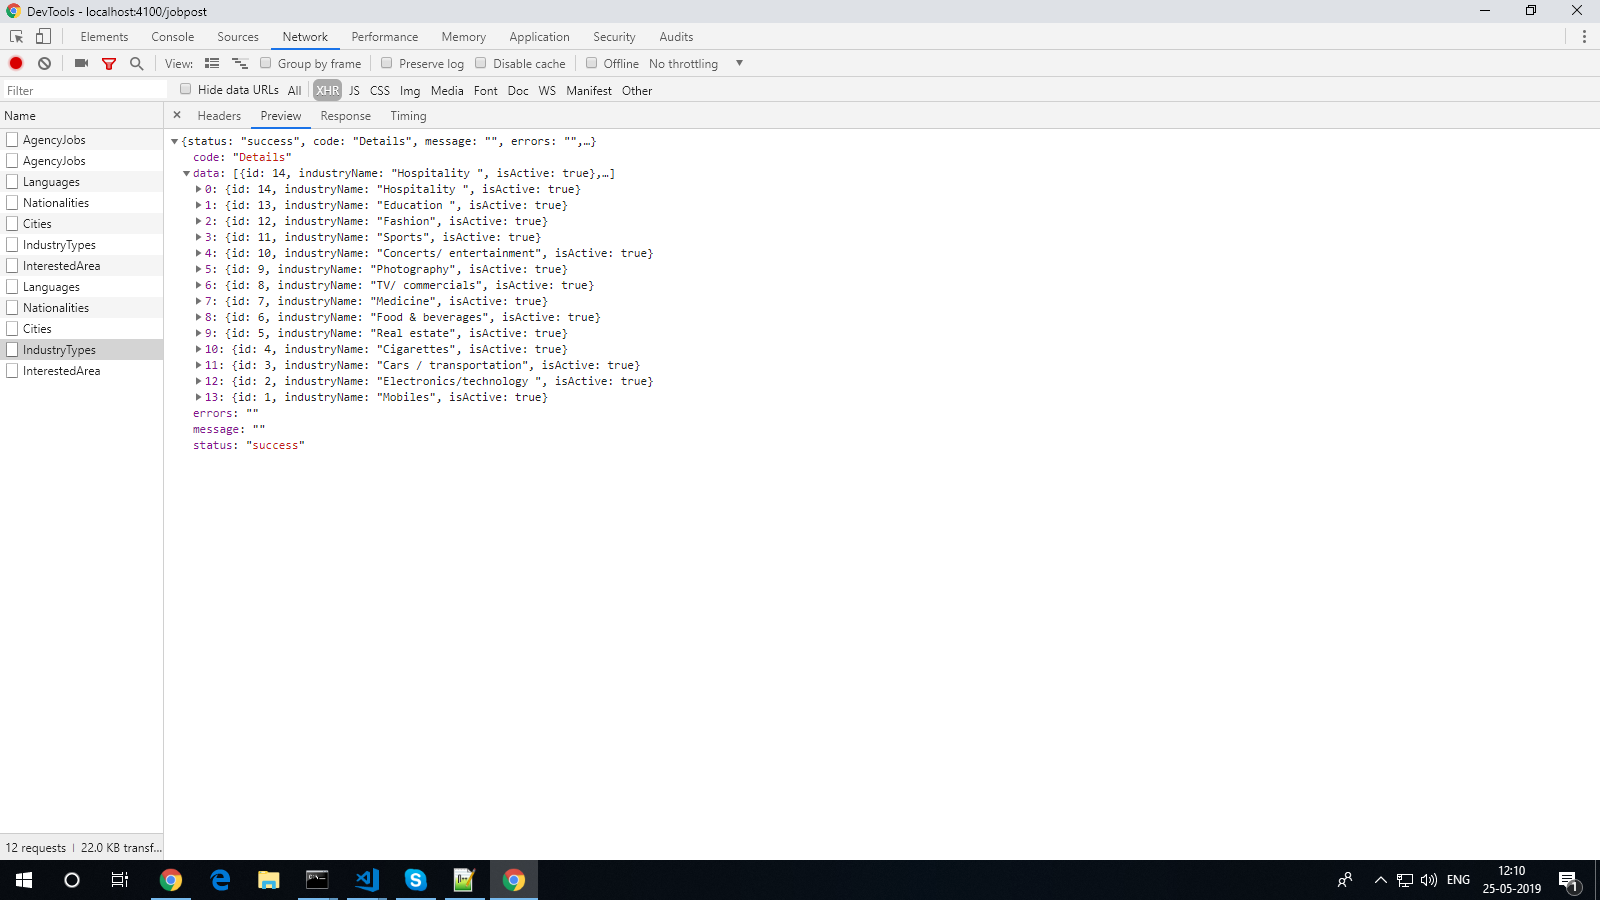 DevTools - localhost:4100/jobpost
Elements Console Sources Network Performance Memory Application Security Audits
View: Group by frame Preserve log Disable cache Offline No throttling
Filter Hide data URLs All XHR JS CSS Img Media Font Doc WS Manifest Other
Name × Headers Preview Response Timing
AgencyJobs
AgencyJobs
Languages
Nationalities
Cities
IndustryTypes
InterestedArea
Languages
Nationalities
Cities
IndustryTypes
InterestedArea
{status: "success", code: "Details", message: "", errors: "",…}
code: "Details"
data: [{id: 14, industryName: "Hospitality ", isActive: true},…]
0: {id: 14, industryName: "Hospitality ", isActive: true}
1: {id: 13, industryName: "Education ", isActive: true}
2: {id: 12, industryName: "Fashion", isActive: true}
3: {id: 11, industryName: "Sports", isActive: true}
4: {id: 10, industryName: "Concerts/ entertainment", isActive: true}
5: {id: 9, industryName: "Photography", isActive: true}
6: {id: 8, industryName: "TV/ commercials", isActive: true}
7: {id: 7, industryName: "Medicine", isActive: true}
8: {id: 6, industryName: "Food & beverages", isActive: true}
9: {id: 5, industryName: "Real estate", isActive: true}
10: {id: 4, industryName: "Cigarettes", isActive: true}
11: {id: 3, industryName: "Cars / transportation", isActive: true}
12: {id: 2, industryName: "Electronics/technology ", isActive: true}
13: {id: 1, industryName: "Mobiles", isActive: true}
errors: ""
message: ""
status: "success"
12 requests | 22.0 KB transf...
ENG
12:10
25-05-2019
1